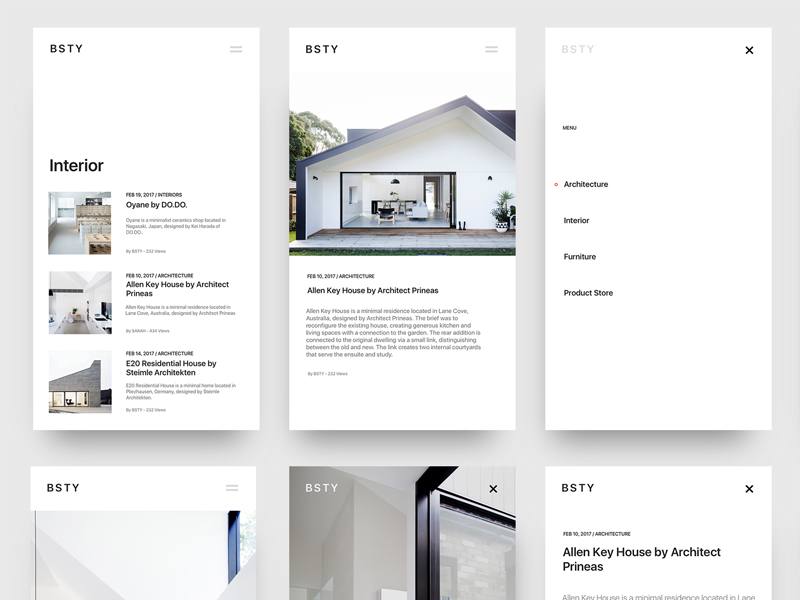 BSTY
Interior
FEB 19, 2017 / INTERIORS
Oyane by DO.DO.
Oyane is a minimalist ceramics shop located in
Nagasaki, Japan, designed by Kei Harada of
DO.DO.
By BSTY - 232 Views
FEB 10, 2017 / ARCHITECTURE
Allen Key House by Architect
Prineas
Allen Key House is a minimal residence located in
Lane Cove, Australia, designed by Architect Prineas
By SARAH - 434 Views
FEB 14, 2017 / ARCHITECTURE
E20 Residential House by
Steimle Architekten
E20 Residential House is a minimal home located in
Pliezhausen, Germany, designed by Steimle
Architekten.
By BSTY - 232 Views
BSTY
FEB 10, 2017 / ARCHITECTURE
Allen Key House by Architect Prineas
Allen Key House is a minimal residence located in Lane Cove,
Australia, designed by Architect Prineas. The brief was to
reconfigure the existing house, creating generous kitchen and
living spaces with a connection to the garden. The rear addition is
connected to the original dwelling via a small link, distinguishing
between the old and new. The link creates two internal courtyards
that serve the ensuite and study.
By BSTY - 232 Views
BSTY
MENU
Architecture
Interior
Furniture
Product Store
BSTY
BSTY
BSTY
FEB 10, 2017 / ARCHITECTURE
Allen Key House by Architect
Prineas
Allen Key House is a minimal residence located in Lane